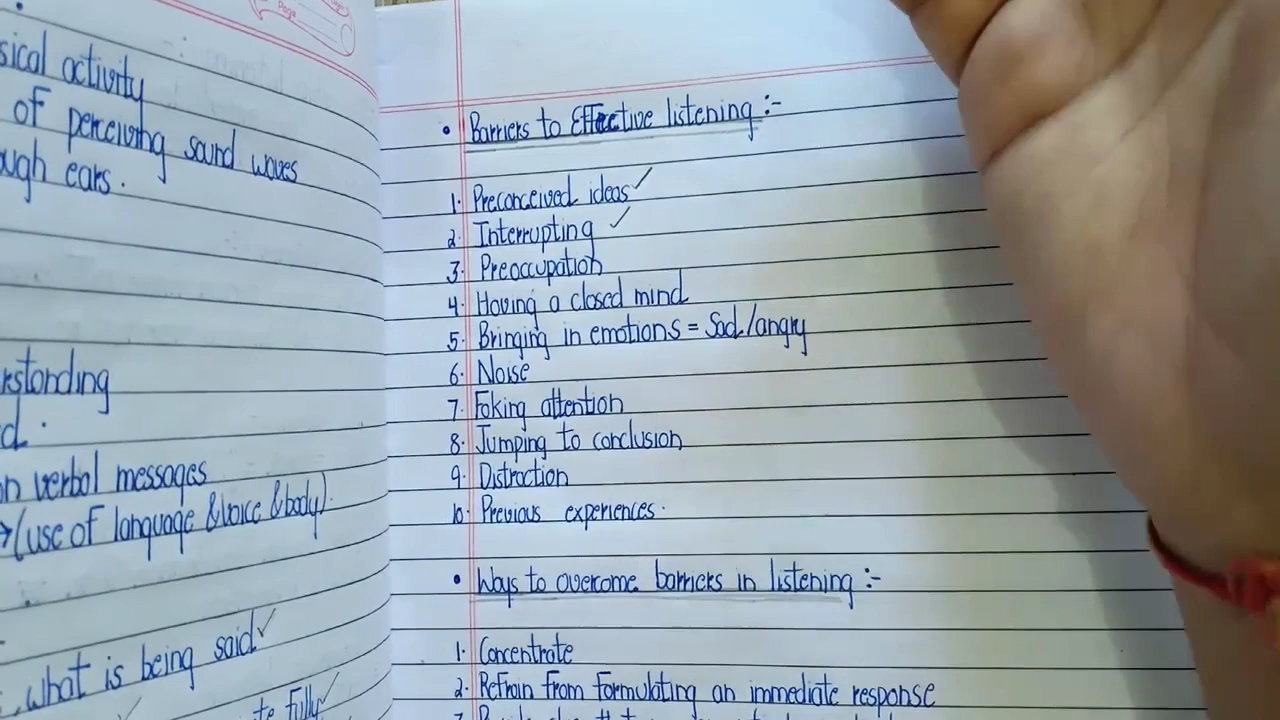 Page
sical activity
of perceiving sound waves
ugh ears.
rstanding
d.
n verbal messages
→(use of language & voice & body).
what is being said ✓
fully ✓
• Barriers to Effective listening :-
1. Preconceived ideas ✓
2. Interrupting ✓
3. Preoccupation
4. Having a closed mind
5. Bringing in emotions = Sad/angry
6. Noise
7. Faking attention
8. Jumping to conclusion
9. Distraction
10. Previous experiences.
• Ways to overcome barriers in listening :-
1. Concentrate
2. Refrain from formulating an immediate response